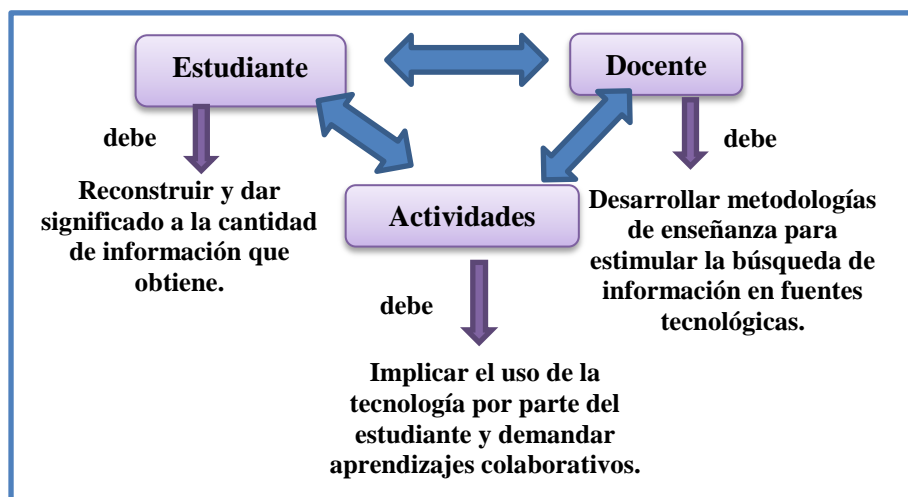 Estudiante
debe
Reconstruir y dar
significado a la cantidad
de información que
obtiene.
Docente
debe
Desarrollar metodologías
de enseñanza para
estimular la búsqueda de
información en fuentes
tecnológicas.
Actividades
debe
Implicar el uso de la
tecnología por parte del
estudiante y demandar
aprendizajes colaborativos.